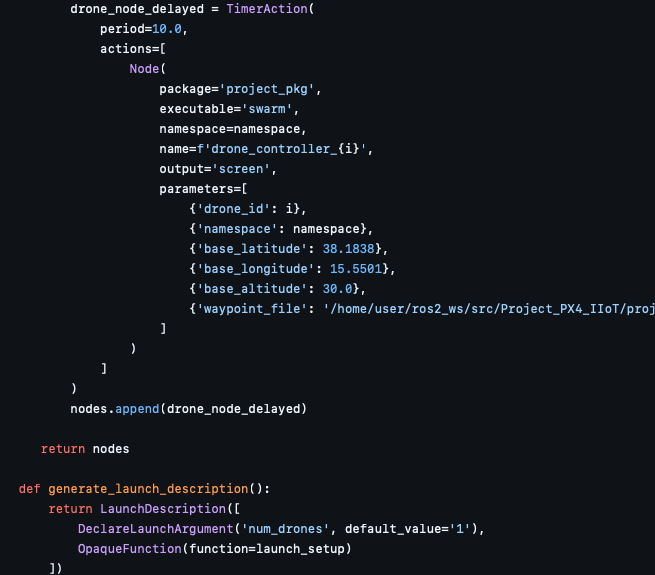 drone_node_delayed = TimerAction(
period=10.0,
actions=[
Node(
package='project_pkg',
executable='swarm',
namespace=namespace,
name=f'drone_controller_{i}',
output='screen',
parameters=[
{'drone_id': i},
{'namespace': namespace},
{'base_latitude': 38.1838},
{'base_longitude': 15.5501},
{'base_altitude': 30.0},
{'waypoint_file': '/home/user/ros2_ws/src/Project_PX4_IIoT/proj
]
)
]
)
nodes.append(drone_node_delayed)
return nodes
def generate_launch_description():
return LaunchDescription([
DeclareLaunchArgument('num_drones', default_value='1'),
OpaqueFunction(function=launch_setup)
])